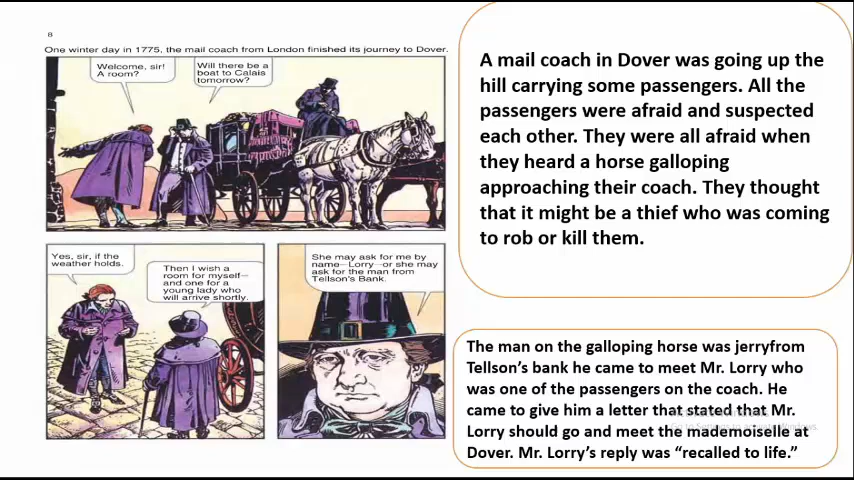 8
One winter day in 1775, the mail coach from London finished its journey to Dover.
Welcome, sir!
A room?
Will there be a
boat to Calais
tomorrow?
Yes, sir, if the
weather holds.
Then I wish a
room for myself—
and one for a
young lady who
will arrive shortly.
She may ask for me by
name—Lorry—or she may
ask for the man from
Tellson's Bank.
A mail coach in Dover was going up the
hill carrying some passengers. All the
passengers were afraid and suspected
each other. They were all afraid when
they heard a horse galloping
approaching their coach. They thought
that it might be a thief who was coming
to rob or kill them.
The man on the galloping horse was jerryfrom
Tellson's bank he came to meet Mr. Lorry who
was one of the passengers on the coach. He
came to give him a letter that stated that Mr.
Lorry should go and meet the mademoiselle at
Dover. Mr. Lorry's reply was “recalled to life.”
Go to Settings to activate Windows.